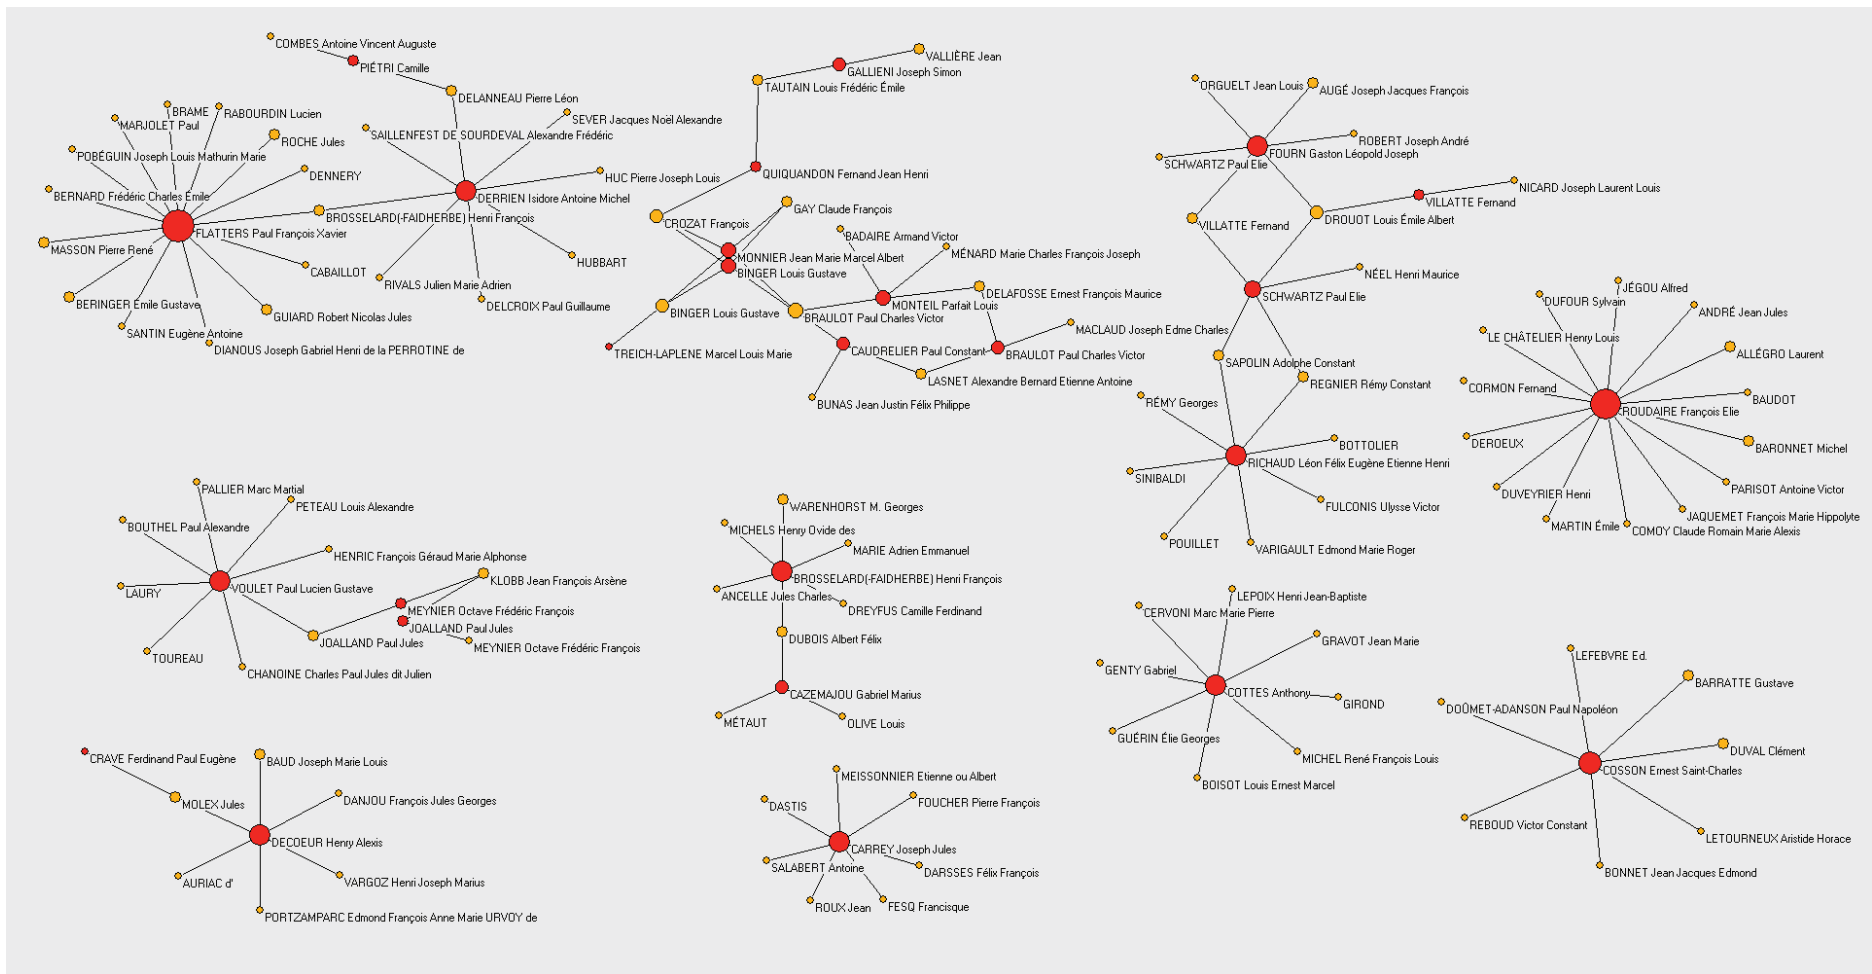 COMBES Antoine Vincent Auguste
PIÉTRI Camille
DELANNEAU Pierre Léon
BRAME
RABOURDIN Lucien
MARJOLET Paul
ROCHE Jules
POBÉGUIN Joseph Louis Mathurin Marie
DENNERY
BERNARD Frédéric Charles Émile
BROSSELARD(-FAIDHERBE) Henri François
FLATTERS Paul François Xavier
MASSON Pierre René
CABAILLOT
BERINGER Émile Gustave
GUIARD Robert Nicolas Jules
SANTIN Eugène Antoine
DIANOUS Joseph Gabriel Henri de la PERROTINE de
SEVER Jacques Noël Alexandre
SAILLENFEST DE SOURDEVAL Alexandre Frédéric
HUC Pierre Joseph Louis
DERRIEN Isidore Antoine Michel
HUBBART
RIVALS Julien Marie Adrien
DELCROIX Paul Guillaume
VALLIÈRE Jean
GALLIENI Joseph Simon
TAUTAIN Louis Frédéric Émile
QUIQUANDON Fernand Jean Henri
GAY Claude François
CROZAT François
BADAIRE Armand Victor
MONNIER Jean Marie Marcel Albert
MÉNARD Marie Charles François Joseph
BINGER Louis Gustave
DELAFOSSE Ernest François Maurice
MONTEIL Parfait Louis
BINGER Louis Gustave
BRAULOT Paul Charles Victor
MACLAUD Joseph Edme Charles
TREICH-LAPLENE Marcel Louis Marie
CAUDRELIER Paul Constant
BRAULOT Paul Charles Victor
LASNET Alexandre Bernard Etienne Antoine
BUNAS Jean Justin Félix Philippe
ORGUELT Jean Louis
AUGÉ Joseph Jacques François
ROBERT Joseph André
FOURN Gaston Léopold Joseph
SCHWARTZ Paul Elie
NICARD Joseph Laurent Louis
VILLATTE Fernand
DROUOT Louis Émile Albert
VILLATTE Fernand
NÉEL Henri Maurice
SCHWARTZ Paul Elie
SAPOLIN Adolphe Constant
REGNIER Rémy Constant
RÉMY Georges
BOTTOLIER
RICHAUD Léon Félix Eugène Etienne Henri
SINIBALDI
FULCONIS Ulysse Victor
POUILLET
VARIGAULT Edmond Marie Roger
JÉGOU Alfred
DUFOUR Sylvain
ANDRÉ Jean Jules
LE CHÂTELIER Henry Louis
ALLÉGRO Laurent
CORMON Fernand
BAUDOT
ROUDAIRE François Elie
DEROEUX
BARONNET Michel
DUVEYRIER Henri
PARISOT Antoine Victor
JAQUEMET François Marie Hippolyte
MARTIN Émile
COMOY Claude Romain Marie Alexis
PALLIER Marc Martial
PETEAU Louis Alexandre
BOUTHEL Paul Alexandre
HENRIC François Géraud Marie Alphonse
KLOBB Jean François Arsène
LAURY
VOULET Paul Lucien Gustave
MEYNIER Octave Frédéric François
JOALLAND Paul Jules
JOALLAND Paul Jules
MEYNIER Octave Frédéric François
TOUREAU
CHANOINE Charles Paul Jules dit Julien
WARENHORST M. Georges
MICHELS Henry Ovide des
MARIE Adrien Emmanuel
BROSSELARD(-FAIDHERBE) Henri François
ANCELLE Jules Charles
DREYFUS Camille Ferdinand
DUBOIS Albert Félix
CAZEMAJOU Gabriel Marius
MÉTAUT
OLIVE Louis
LEPOIX Henri Jean-Baptiste
CERVONI Marc Marie Pierre
GRAVOT Jean Marie
GENTY Gabriel
COTTES Anthony
GIROND
GUÉRIN Élie Georges
MICHEL René François Louis
BOISOT Louis Ernest Marcel
LEFEBVRE Ed.
BARRATTE Gustave
DOÛMET-ADANSON Paul Napoléon
DUVAL Clément
COSSON Ernest Saint-Charles
REBOUD Victor Constant
LETOURNEUX Aristide Horace
BONNET Jean Jacques Edmond
CRAVE Ferdinand Paul Eugène
BAUD Joseph Marie Louis
MOLEX Jules
DANJOU François Jules Georges
DECOEUR Henry Alexis
AURIAC d'
VARGOZ Henri Joseph Marius
PORTZAMPARC Edmond François Anne Marie URVOY de
MEISSONNIER Etienne ou Albert
DASTIS
FOUCHER Pierre François
CARREY Joseph Jules
SALABERT Antoine
DARSSES Félix François
ROUX Jean
FESQ Francisque